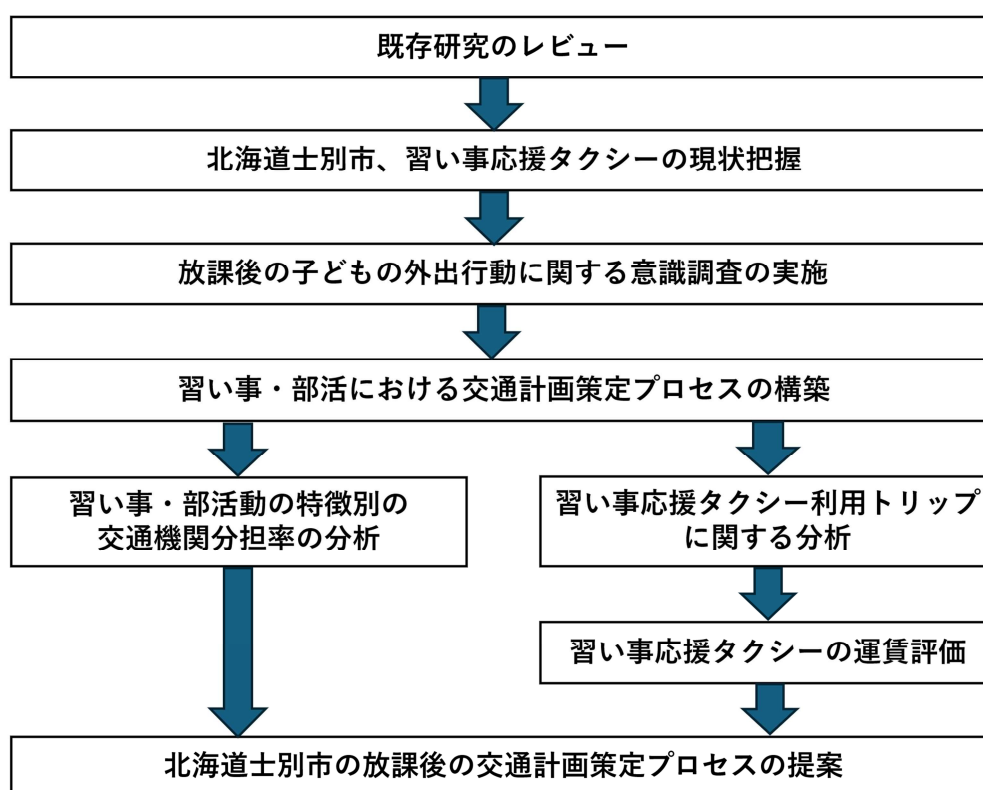 既存研究のレビュー
北海道士別市、習い事応援タクシーの現状把握
放課後の子どもの外出行動に関する意識調査の実施
習い事・部活における交通計画策定プロセスの構築
習い事・部活動の特徴別の
交通機関分担率の分析
習い事応援タクシー利用トリップ
に関する分析
習い事応援タクシーの運賃評価
北海道士別市の放課後の交通計画策定プロセスの提案